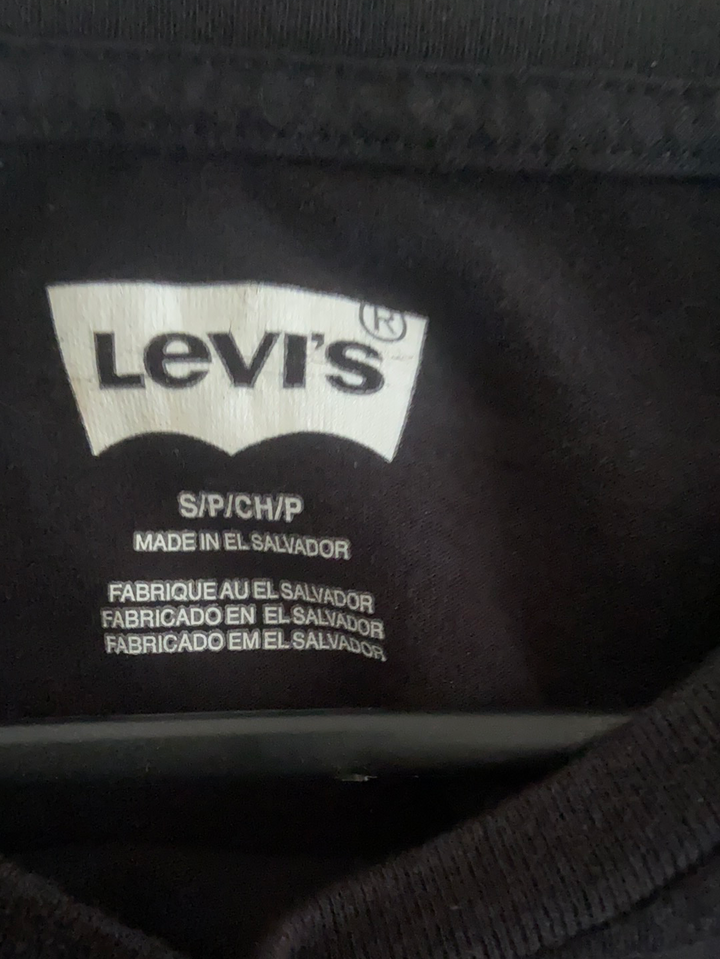 LEVI'S®
S/P/CH/P
MADE IN EL SALVADOR
FABRIQUE AU EL SALVADOR
FABRICADO EN EL SALVADOR
FABRICADO EM EL SALVADOR